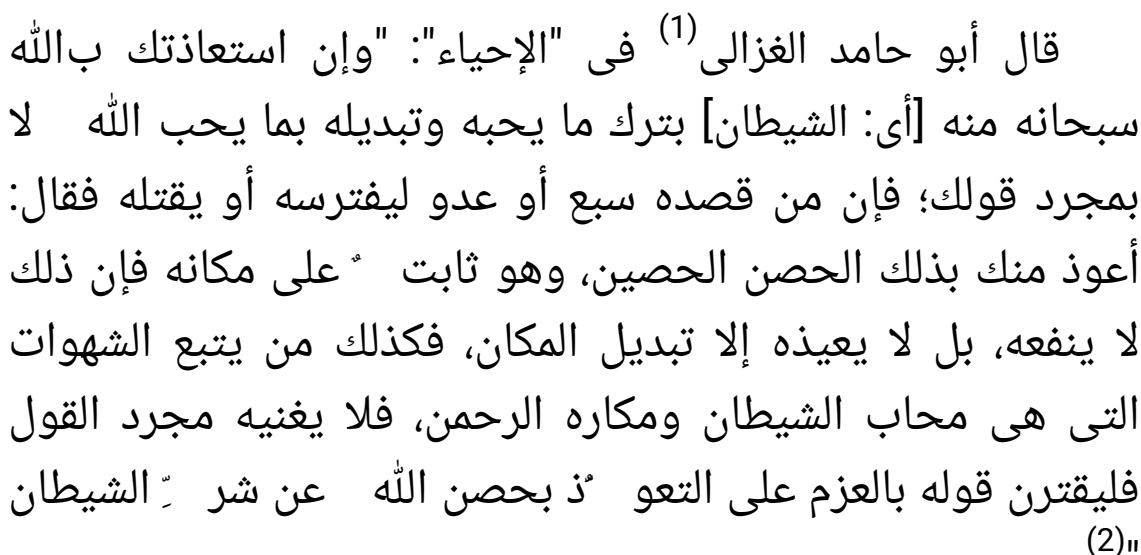 قال أبو حامد الغزالى(1) فى "الإحياء": "وإن استعاذتك بالله
سبحانه منه [أى: الشيطان] بترك ما يحبه وتبديله بما يحب الله لا
بمجرد قولك؛ فإن من قصده سبع أو عدو ليفترسه أو يقتله فقال:
أعوذ منك بذلك الحصن الحصين، وهو ثابت ٌ على مكانه فإن ذلك
لا ينفعه، بل لا يعيذه إلا تبديل المكان، فكذلك من يتبع الشهوات
التى هى محاب الشيطان ومكاره الرحمن، فلا يغنيه مجرد القول
فليقترن قوله بالعزم على التعو ُّذ بحصن الله عن شر ِّ الشيطان
"(2)